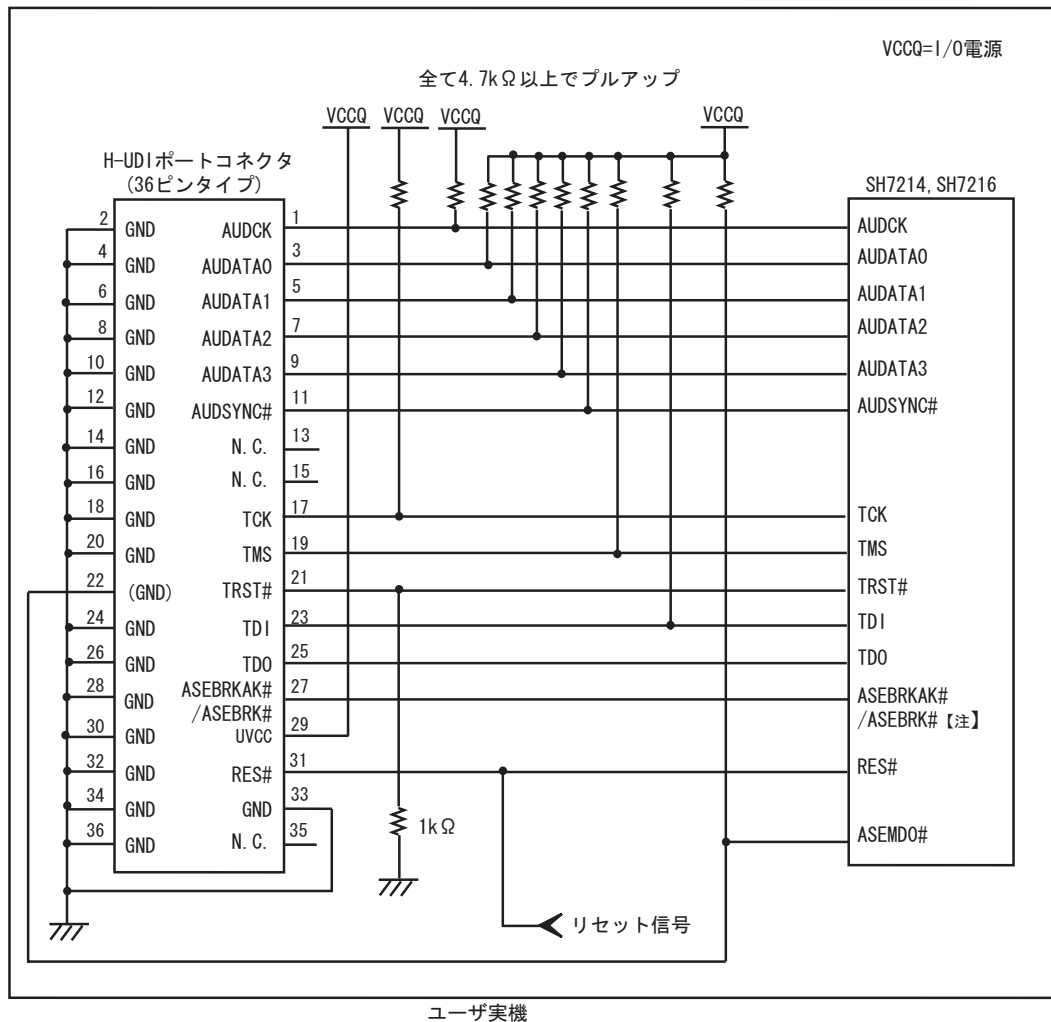 VCCQ=I/O電源
全て4.7kΩ以上でプルアップ
VCCQ VCCQ VCCQ VCCQ
H-UDIポートコネクタ
(36ピンタイプ)
SH7214, SH7216
2 GND AUDCK 1 AUDCK
4 GND AUDATA0 3 AUDATA0
6 GND AUDATA1 5 AUDATA1
8 GND AUDATA2 7 AUDATA2
10 GND AUDATA3 9 AUDATA3
12 GND AUDSYNC# 11 AUDSYNC#
14 GND N.C. 13
16 GND N.C. 15
18 GND TCK 17 TCK
20 GND TMS 19 TMS
22 (GND) TRST# 21 TRST#
24 GND TDI 23 TDI
26 GND TDO 25 TDO
28 GND ASEBRKAK# 27 ASEBRKAK#
/ASEBRK# /ASEBRK#【注】
30 GND UVCC 29
32 GND RES# 31 RES#
34 GND GND 33
36 GND N.C. 35
1kΩ
ASEMD0#
リセット信号
ユーザ実機